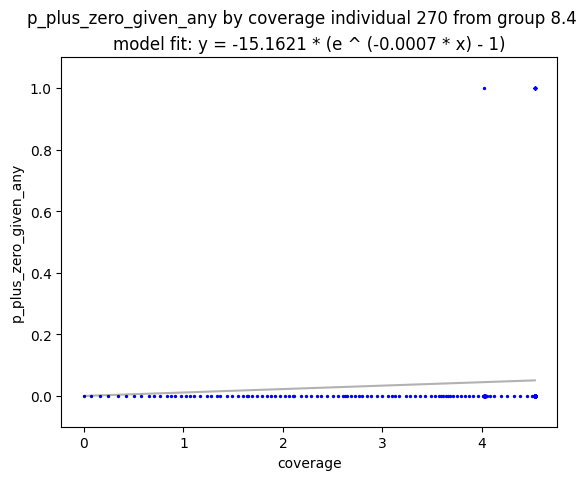 p_plus_zero_given_any by coverage individual 270 from group 8.4
model fit: y = -15.1621 * (e ^ (-0.0007 * x) - 1)
1.0
0.8
0.6
0.4
0.2
0.0
p_plus_zero_given_any
0 1 2 3 4
coverage